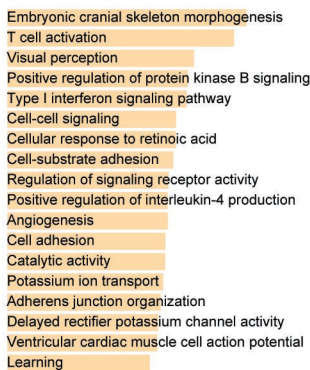 Embryonic cranial skeleton morphogenesis
T cell activation
Visual perception
Positive regulation of protein kinase B signaling
Type I interferon signaling pathway
Cell-cell signaling
Cellular response to retinoic acid
Cell-substrate adhesion
Regulation of signaling receptor activity
Positive regulation of interleukin-4 production
Angiogenesis
Cell adhesion
Catalytic activity
Potassium ion transport
Adherens junction organization
Delayed rectifier potassium channel activity
Ventricular cardiac muscle cell action potential
Learning